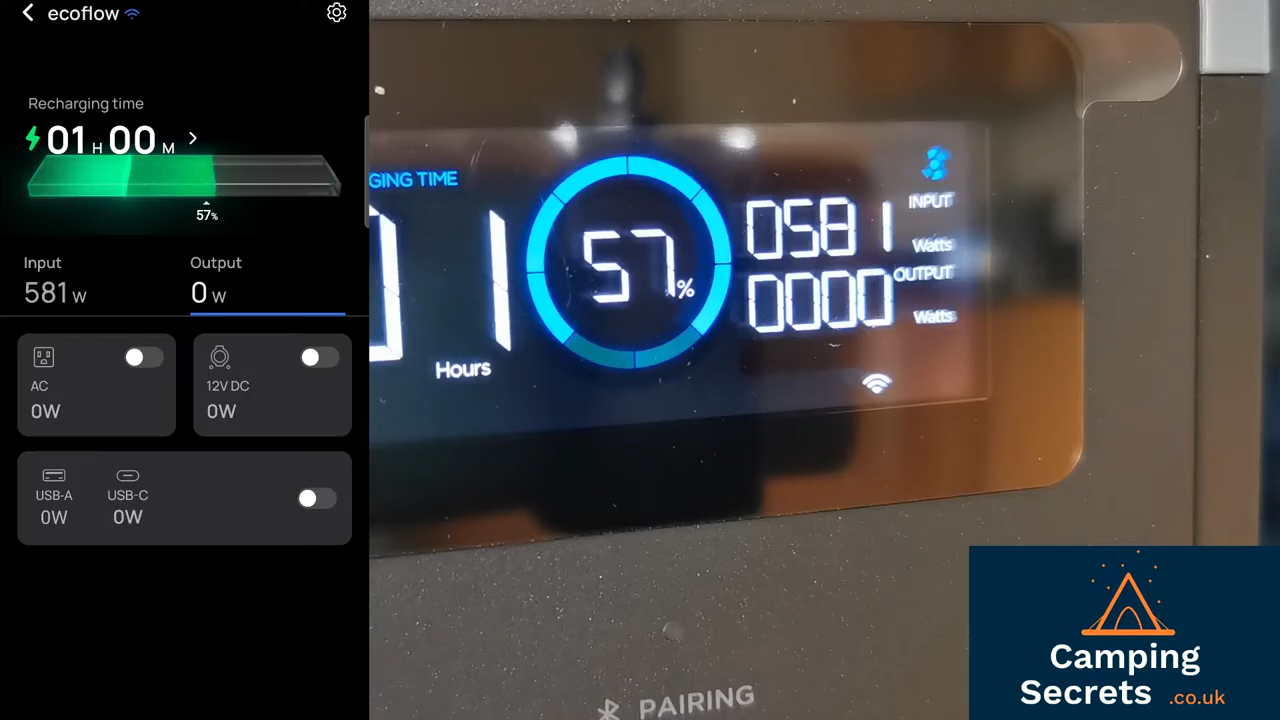 ecoflow
Recharging time
01 H 00 M
57%
Input
581 W
Output
0 W
AC
0W
12V DC
0W
USB-A
0W
USB-C
0W
GING TIME
01
Hours
57%
0581
INPUT
Watts
0000
OUTPUT
Watts
PAIRING
Camping
Secrets .co.uk